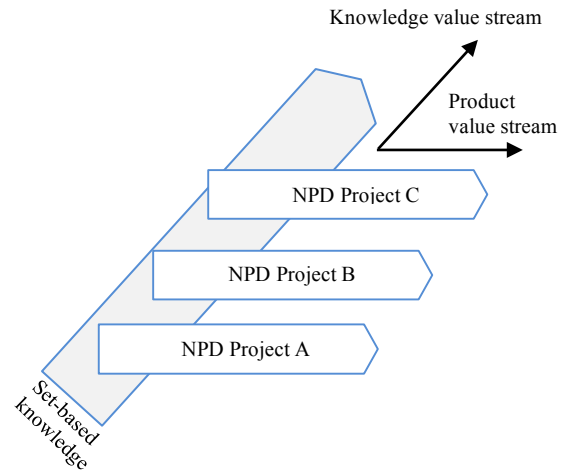 Knowledge value stream
Product
value stream
NPD Project C
NPD Project B
NPD Project A
Set-based
knowledge